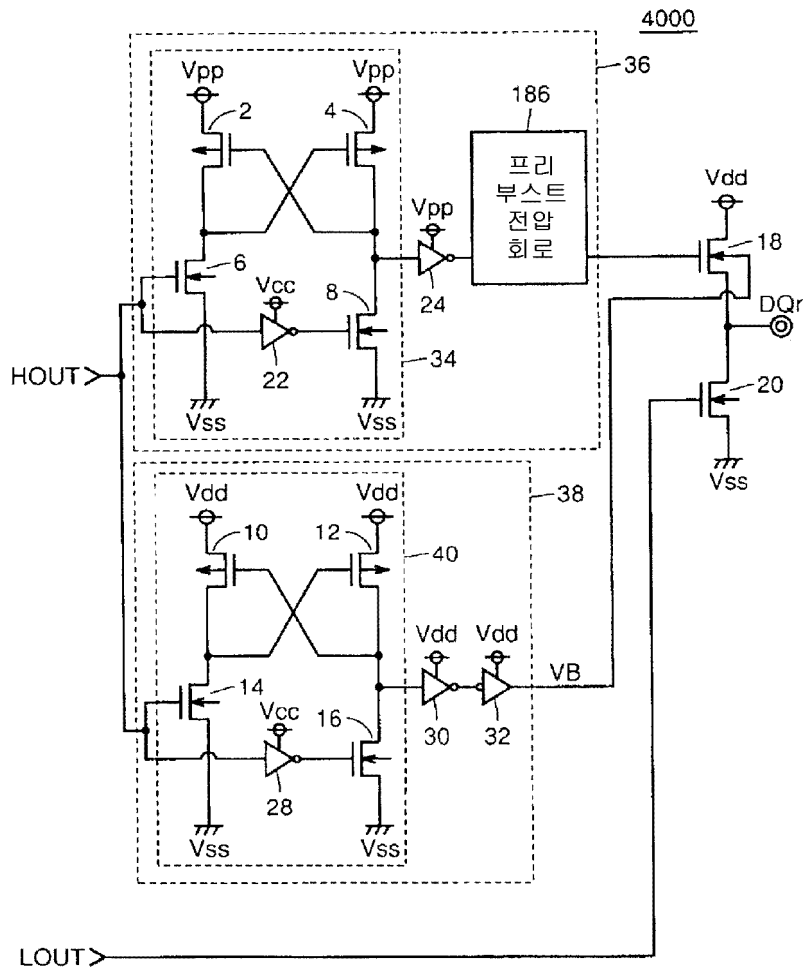 4000
36
Vpp Vpp
2 4
186
프리
부스트
전압
회로
Vdd
18
Vpp
24
6
Vcc
8
22
34
DQr
HOUT
20
Vss Vss
Vss
38
Vdd Vdd
10 12
40
Vdd Vdd
VB
14
Vcc
16
30 32
28
Vss Vss
LOUT